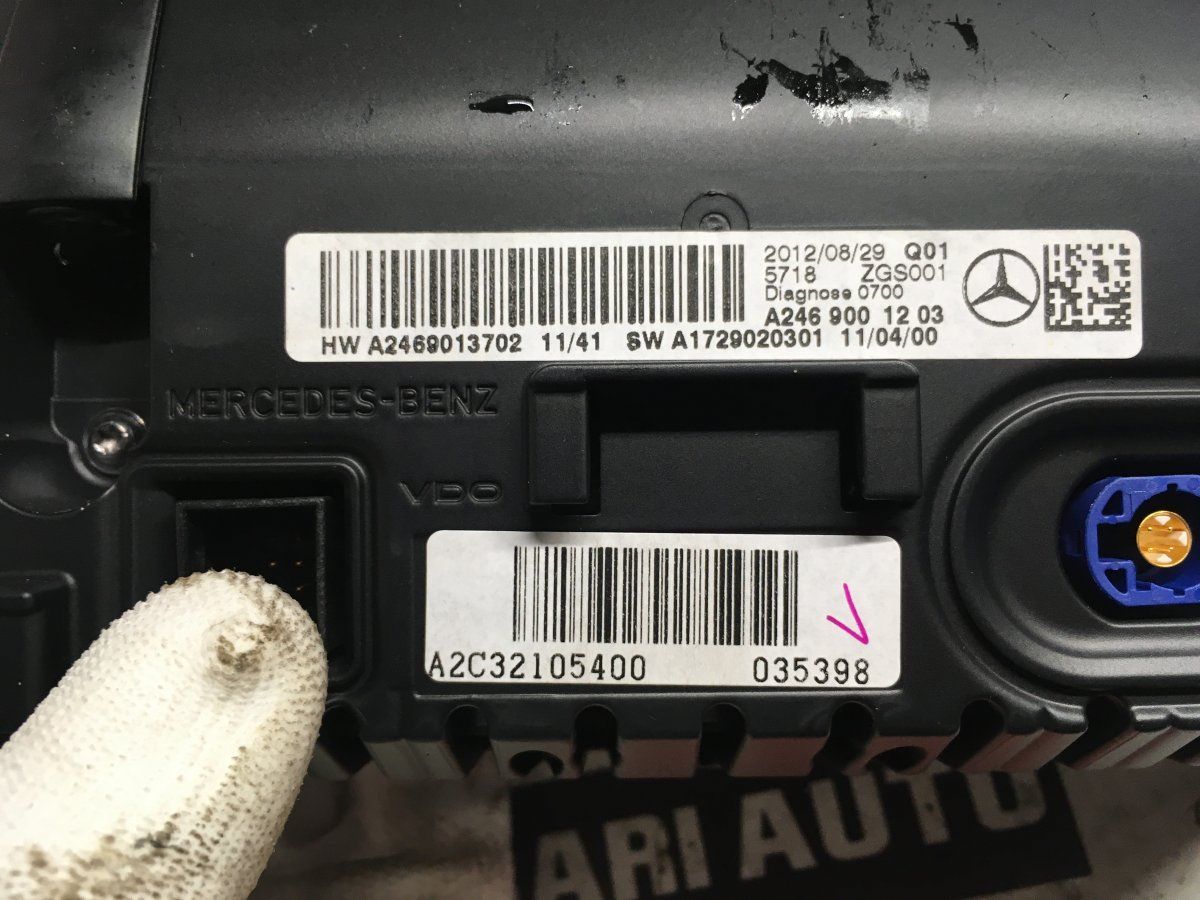 2012/08/29 Q01
5718 ZGS001
Diagnose 0700
A246 900 12 03
HW A2469013702 11/41 SW A1729020301 11/04/00
MERCEDES-BENZ
VDO
A2C32105400 035398
ARI AUTO